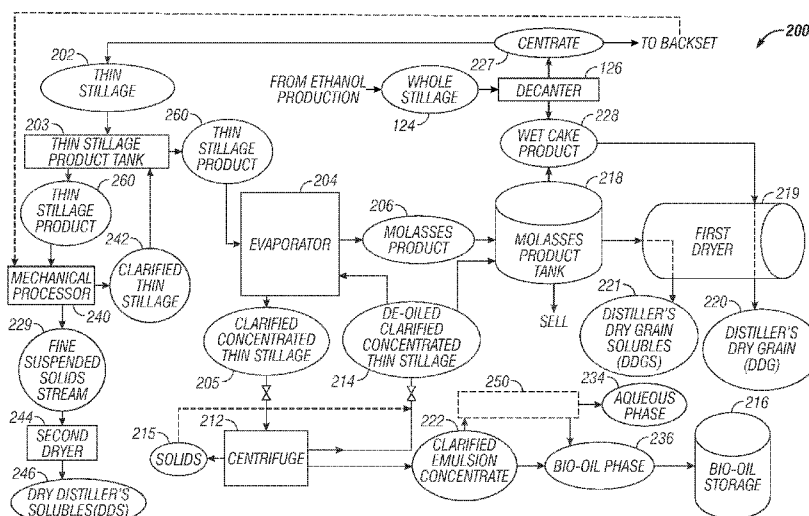 200
CENTRATE
227
TO BACKSET
202
THIN
STILLAGE
FROM ETHANOL
PRODUCTION
WHOLE
STILLAGE
124
DECANTER
126
203
THIN STILLAGE
PRODUCT TANK
260
THIN
STILLAGE
PRODUCT
WET CAKE
PRODUCT
228
260
THIN
STILLAGE
PRODUCT
242
CLARIFIED
THIN
STILLAGE
204
EVAPORATOR
206
MOLASSES
PRODUCT
218
MOLASSES
PRODUCT
TANK
SELL
219
FIRST
DRYER
MECHANICAL
PROCESSOR
240
229
FINE
SUSPENDED
SOLIDS
STREAM
CLARIFIED
CONCENTRATED
THIN STILLAGE
205
DE-OILED
CLARIFIED
CONCENTRATED
THIN STILLAGE
214
221
DISTILLER'S
DRY GRAIN
SOLUBLES
(DDGS)
220
DISTILLER'S
DRY GRAIN
(DDG)
244
SECOND
DRYER
246
DRY DISTILLER'S
SOLUBLES(DDS)
215
SOLIDS
212
CENTRIFUGE
222
CLARIFIED
EMULSION
CONCENTRATE
250
234
AQUEOUS
PHASE
236
BIO-OIL PHASE
216
BIO-OIL
STORAGE